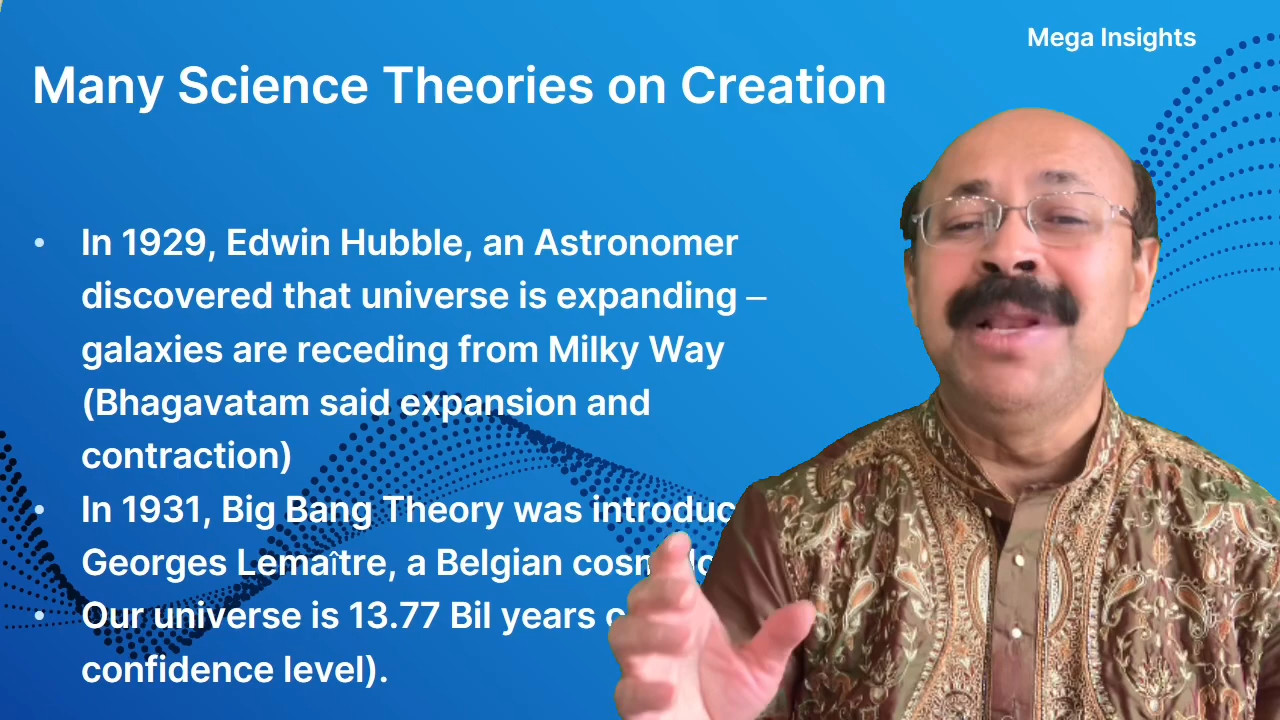 Mega Insights
Many Science Theories on Creation
• In 1929, Edwin Hubble, an Astronomer
discovered that universe is expanding –
galaxies are receding from Milky Way
(Bhagavatam said expansion and
contraction)
• In 1931, Big Bang Theory was
Georges Lemaître, a Belgian
• Our universe is 13.77 Bil years
confidence level).